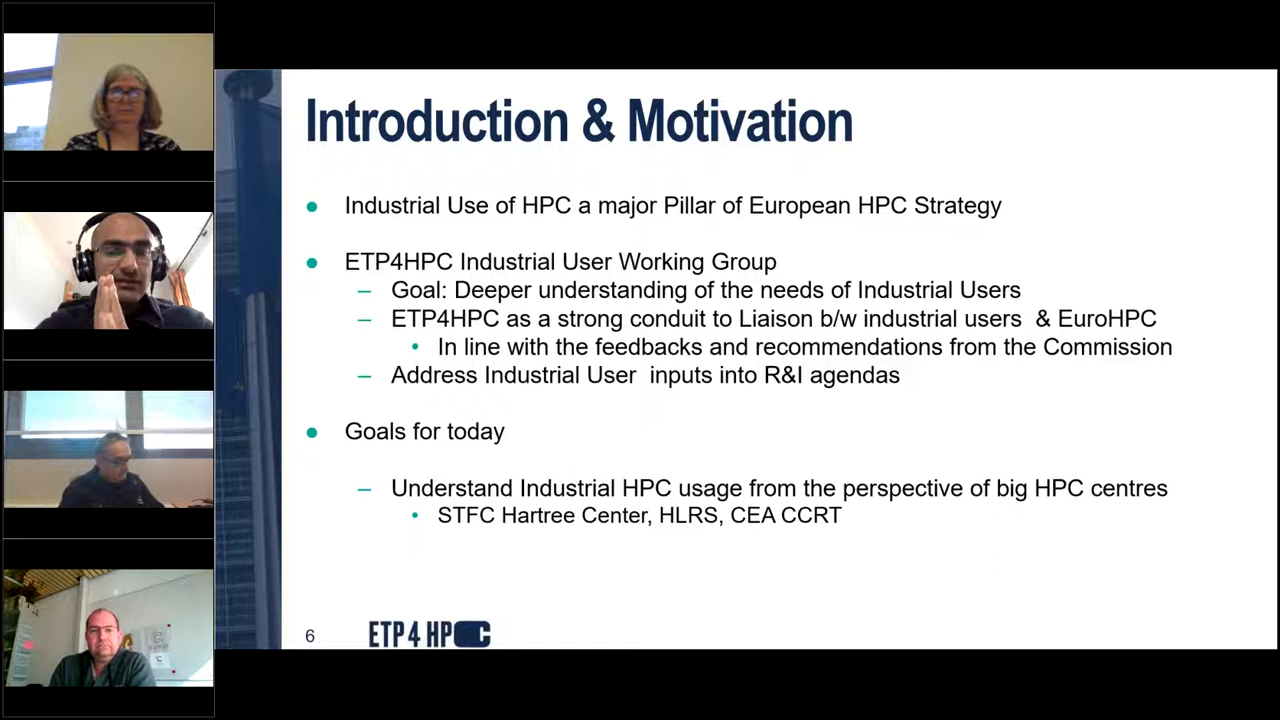 Introduction & Motivation
Industrial Use of HPC a major Pillar of European HPC Strategy
ETP4HPC Industrial User Working Group
– Goal: Deeper understanding of the needs of Industrial Users
– ETP4HPC as a strong conduit to Liaison b/w industrial users & EuroHPC
• In line with the feedbacks and recommendations from the Commission
– Address Industrial User inputs into R&I agendas
Goals for today
– Understand Industrial HPC usage from the perspective of big HPC centres
• STFC Hartree Center, HLRS, CEA CCRT
6
ETP4HPC